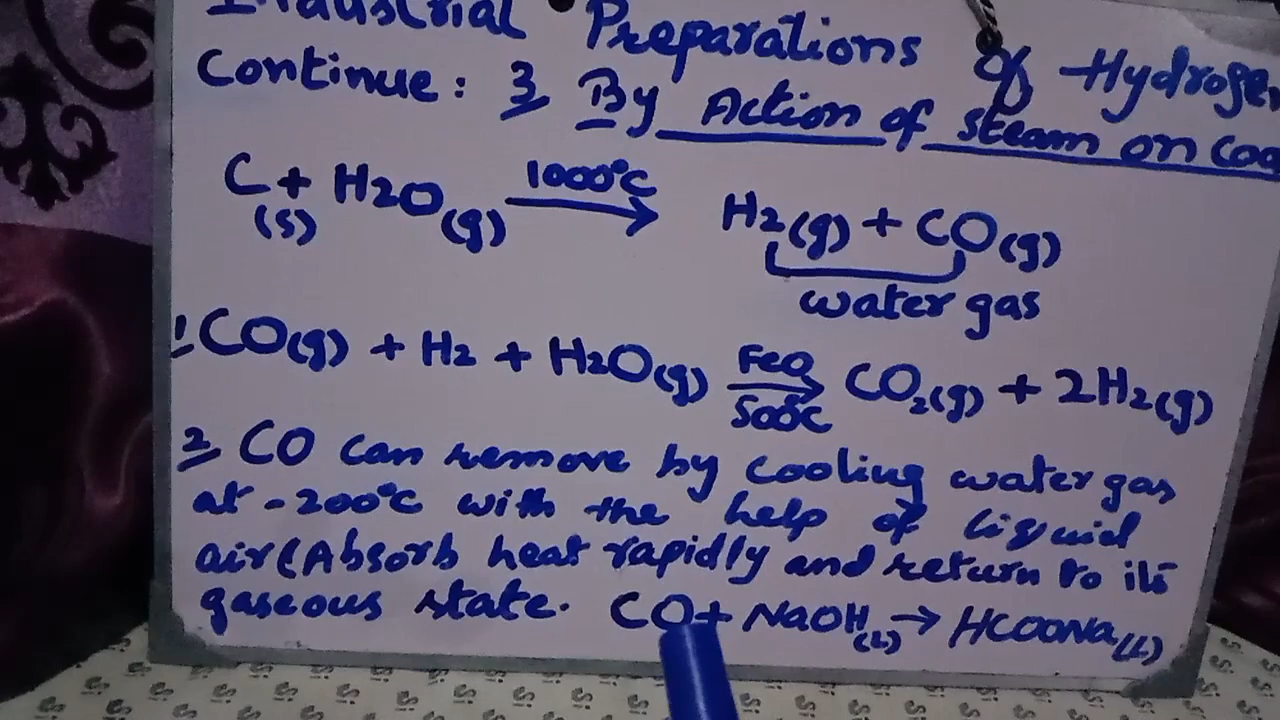 Industrial Preparations of Hydrogen
Continue: 3 By Action of steam on Coa
C(s) + H2O(g) 1000°C → H2(g) + CO(g)
water gas
1 CO(g) + H2 + H2O(g) FeO → 500°C CO2(g) + 2H2(g)
2 CO can remove by cooling water gas
at -200°C with the help of liquid
air (Absorb heat rapidly and return to its
gaseous state. CO + NaOH(l) → HCOONa(l)